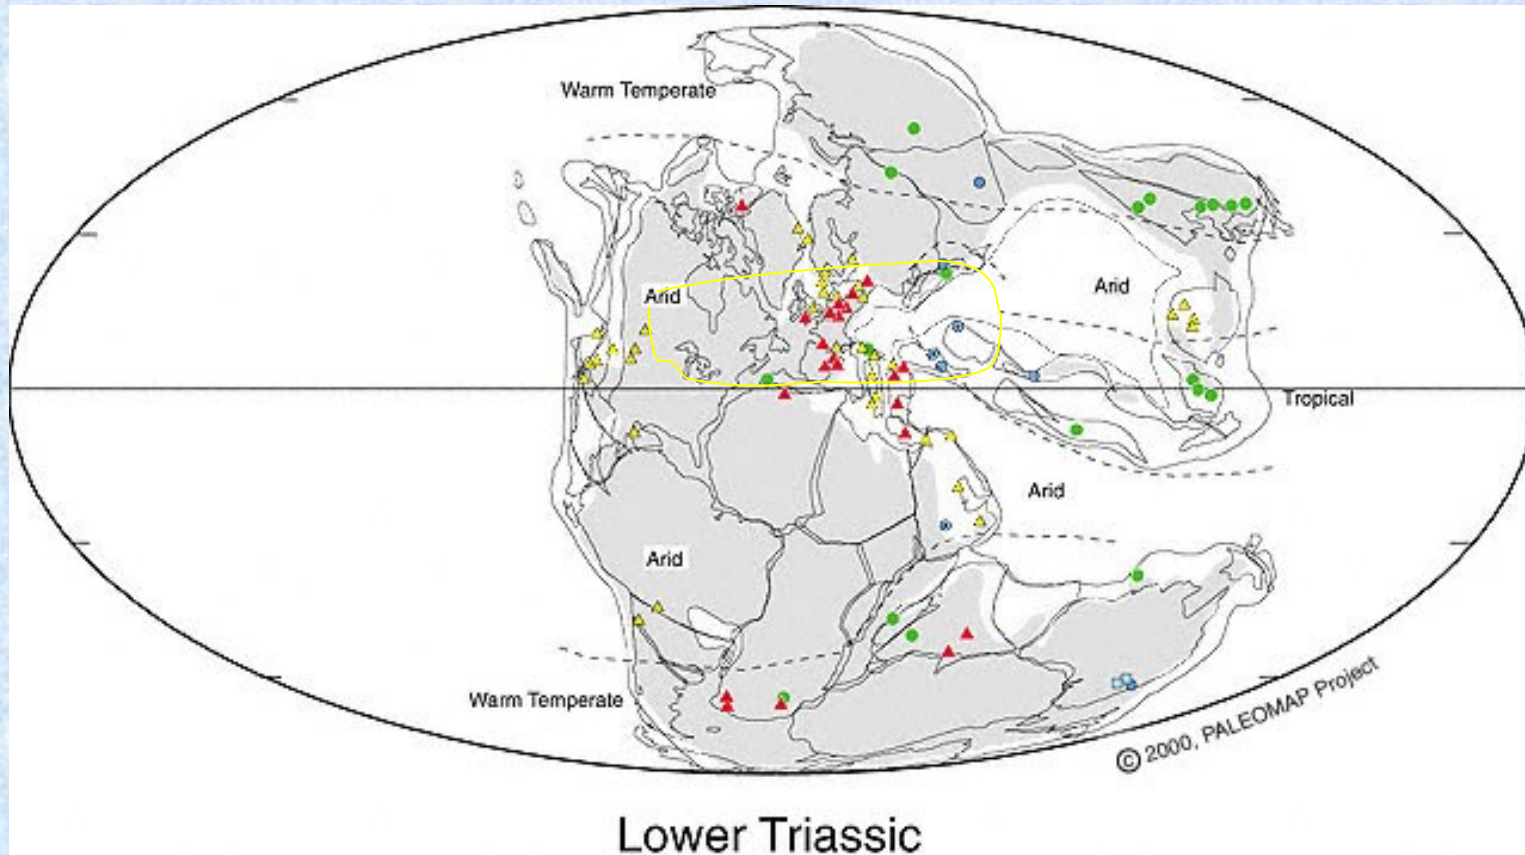 Warm Temperate
Arid
Arid
Tropical
Arid
Arid
Warm Temperate
© 2000, PALEOMAP Project
Lower Triassic